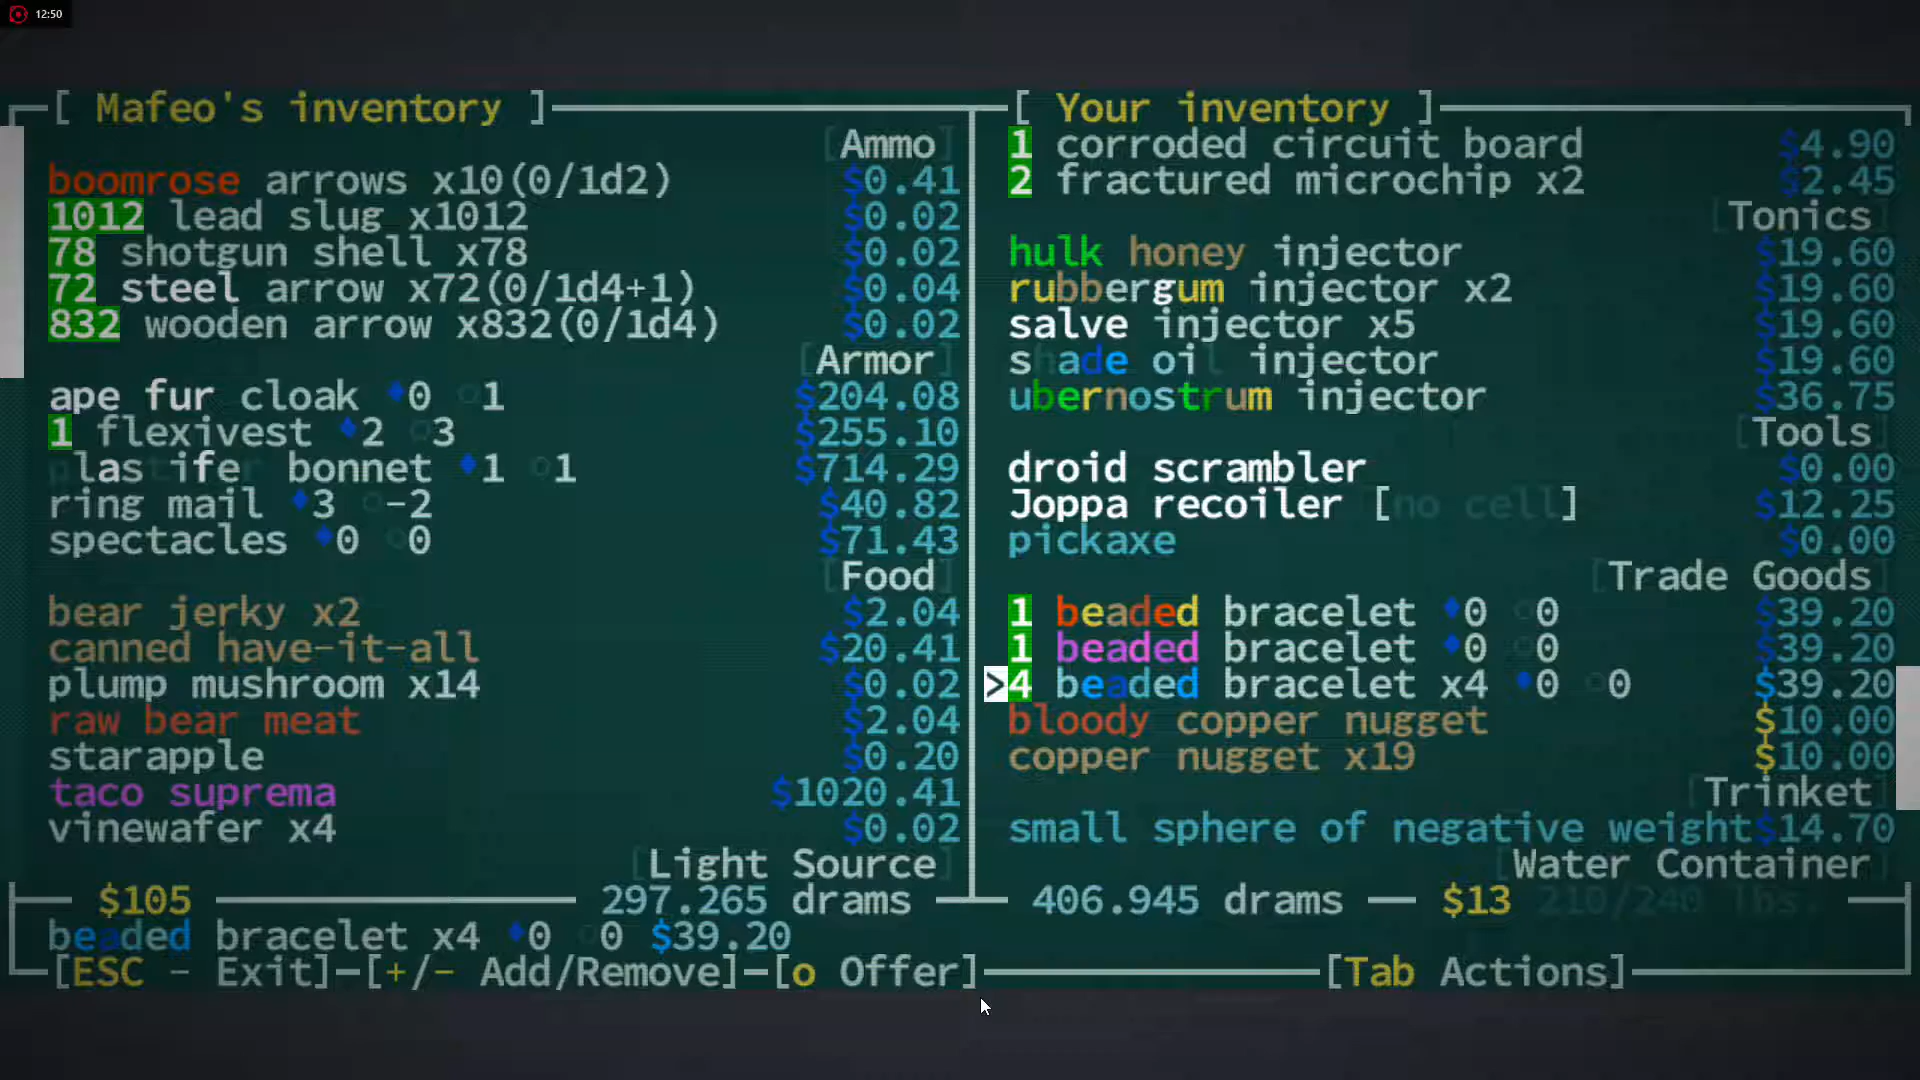 12:50
[ Mafeo's inventory ]
[Ammo]
boomrose arrows x10(0/1d2) $0.41
1012 lead slug x1012 $0.02
78 shotgun shell x78 $0.02
72 steel arrow x72(0/1d4+1) $0.04
832 wooden arrow x832(0/1d4) $0.02
[Armor]
ape fur cloak ♦0 ○1 $204.08
1 flexivest ♦2 ○3 $255.10
plastifer bonnet ♦1 ○1 $714.29
ring mail ♦3 ○-2 $40.82
spectacles ♦0 ○0 $71.43
[Food]
bear jerky x2 $2.04
canned have-it-all $20.41
plump mushroom x14 $0.02
raw bear meat $2.04
starapple $0.20
taco suprema $1020.41
vinewafer x4 $0.02
[Light Source]
$105 297.265 drams
[ Your inventory ]
1 corroded circuit board $4.90
2 fractured microchip x2 $2.45
[Tonics]
hulk honey injector $19.60
rubbergum injector x2 $19.60
salve injector x5 $19.60
shade oil injector $19.60
ubernostrum injector $36.75
[Tools]
droid scrambler $0.00
Joppa recoiler [no cell] $12.25
pickaxe $0.00
[Trade Goods]
1 beaded bracelet ♦0 ○0 $39.20
1 beaded bracelet ♦0 ○0 $39.20
>4 beaded bracelet x4 ♦0 ○0 $39.20
bloody copper nugget $10.00
copper nugget x19 $10.00
[Trinket]
small sphere of negative weight $14.70
[Water Container]
406.945 drams — $13 210/240 lbs.
beaded bracelet x4 ♦0 ○0 $39.20
[ESC - Exit]-[+/- Add/Remove]-[o Offer] [Tab Actions]